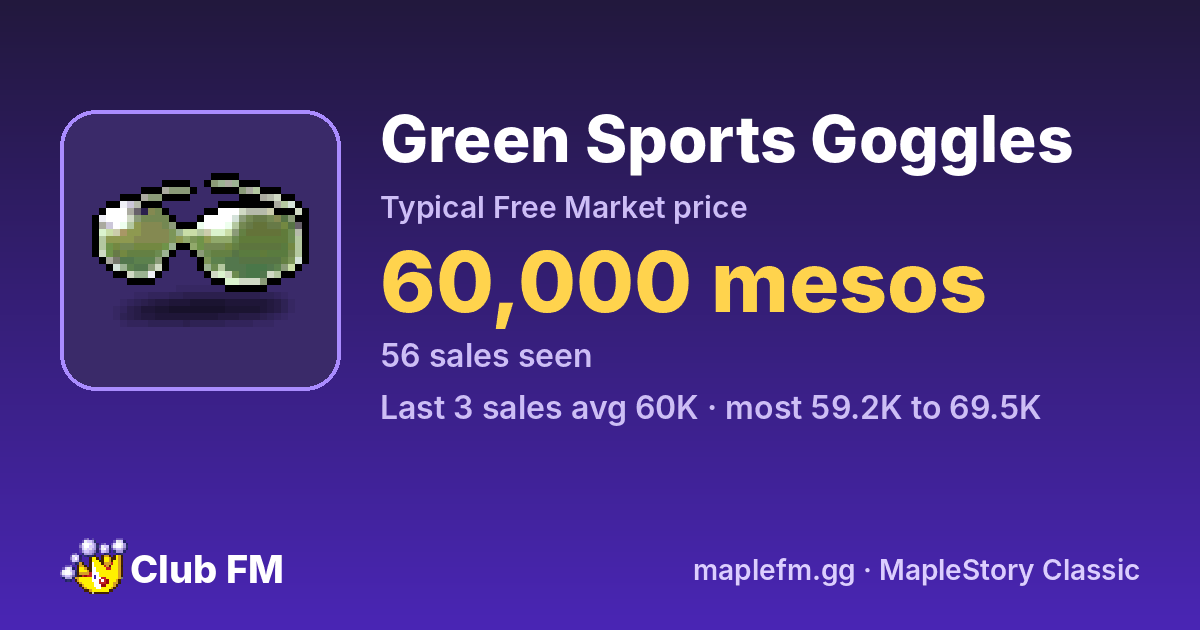 Green Sports Goggles
Typical Free Market price
60,000 mesos
56 sales seen
Last 3 sales avg 60K · most 59.2K to 69.5K
Club FM
maplefm.gg · MapleStory Classic